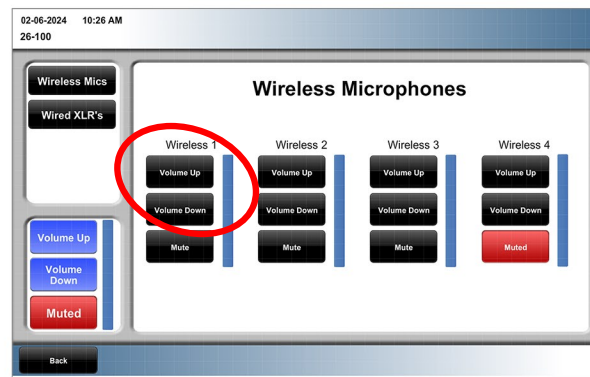 02-06-2024 10:26 AM
26-100
Wireless Mics
Wired XLR's
Volume Up
Volume
Down
Muted
Back
Wireless Microphones
Wireless 1 Wireless 2 Wireless 3 Wireless 4
Volume Up Volume Up Volume Up Volume Up
Volume Down Volume Down Volume Down Volume Down
Mute Mute Mute Muted